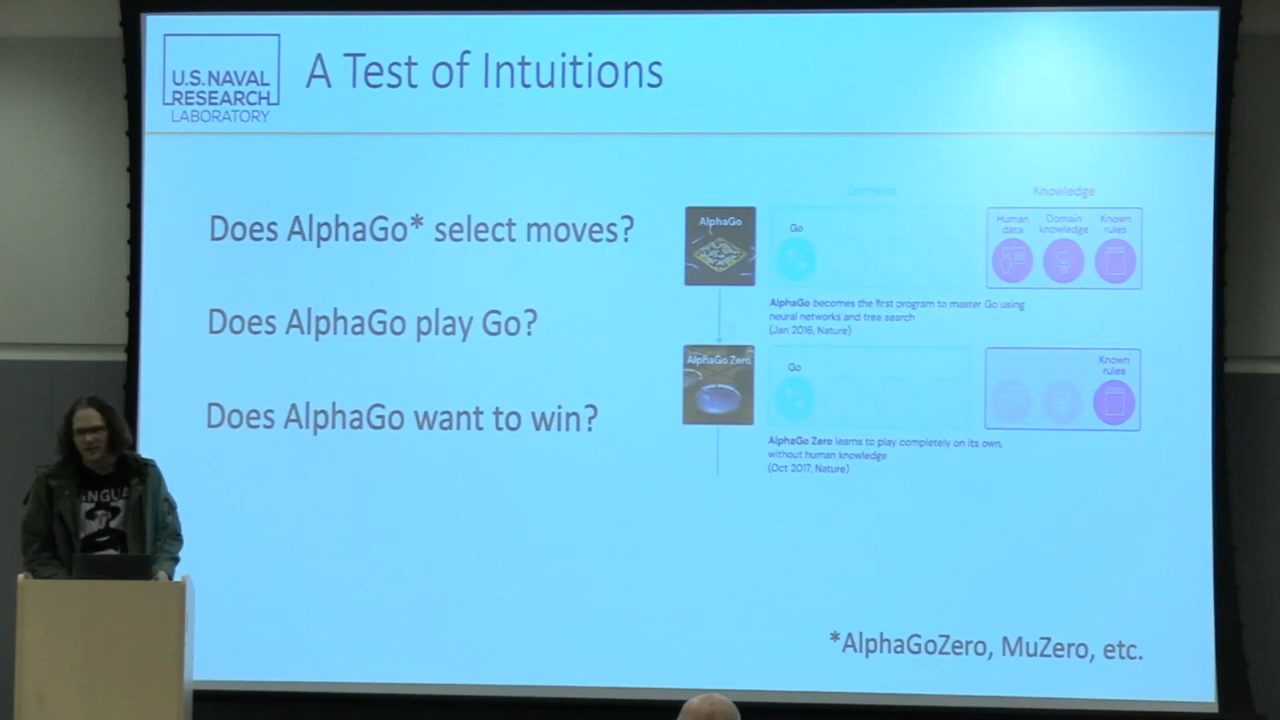 U.S. NAVAL
RESEARCH
LABORATORY
A Test of Intuitions
Does AlphaGo* select moves?
Does AlphaGo play Go?
Does AlphaGo want to win?
Domains
Knowledge
AlphaGo
Go
Human data
Domain knowledge
Known rules
AlphaGo becomes the first program to master Go using
neural networks and tree search
(Jan 2016, Nature)
AlphaGo Zero
Go
Known rules
AlphaGo Zero learns to play completely on its own,
without human knowledge
(Oct 2017, Nature)
*AlphaGoZero, MuZero, etc.